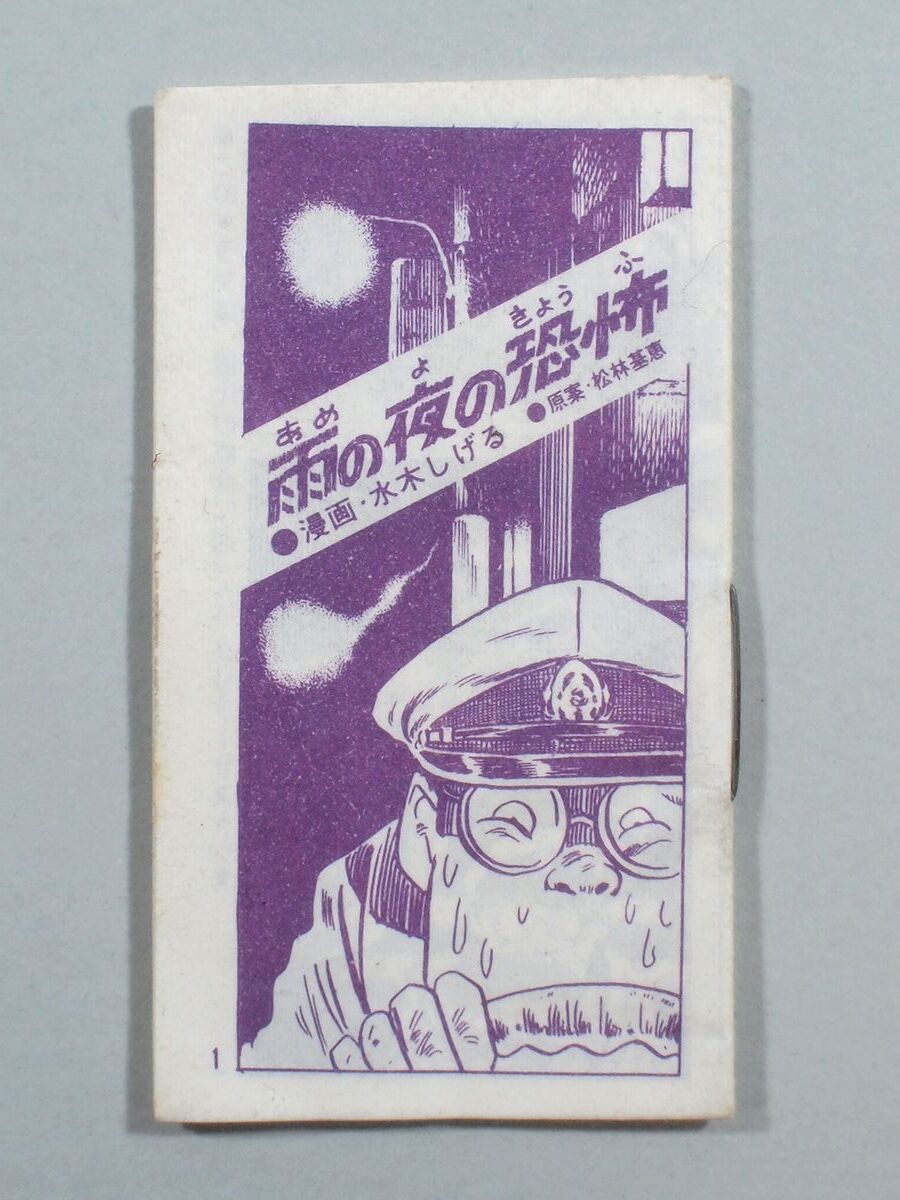 雨の夜の恐怖
あめ よ きょう ふ
●漫画・水木しげる ●原案・松林基恵
1